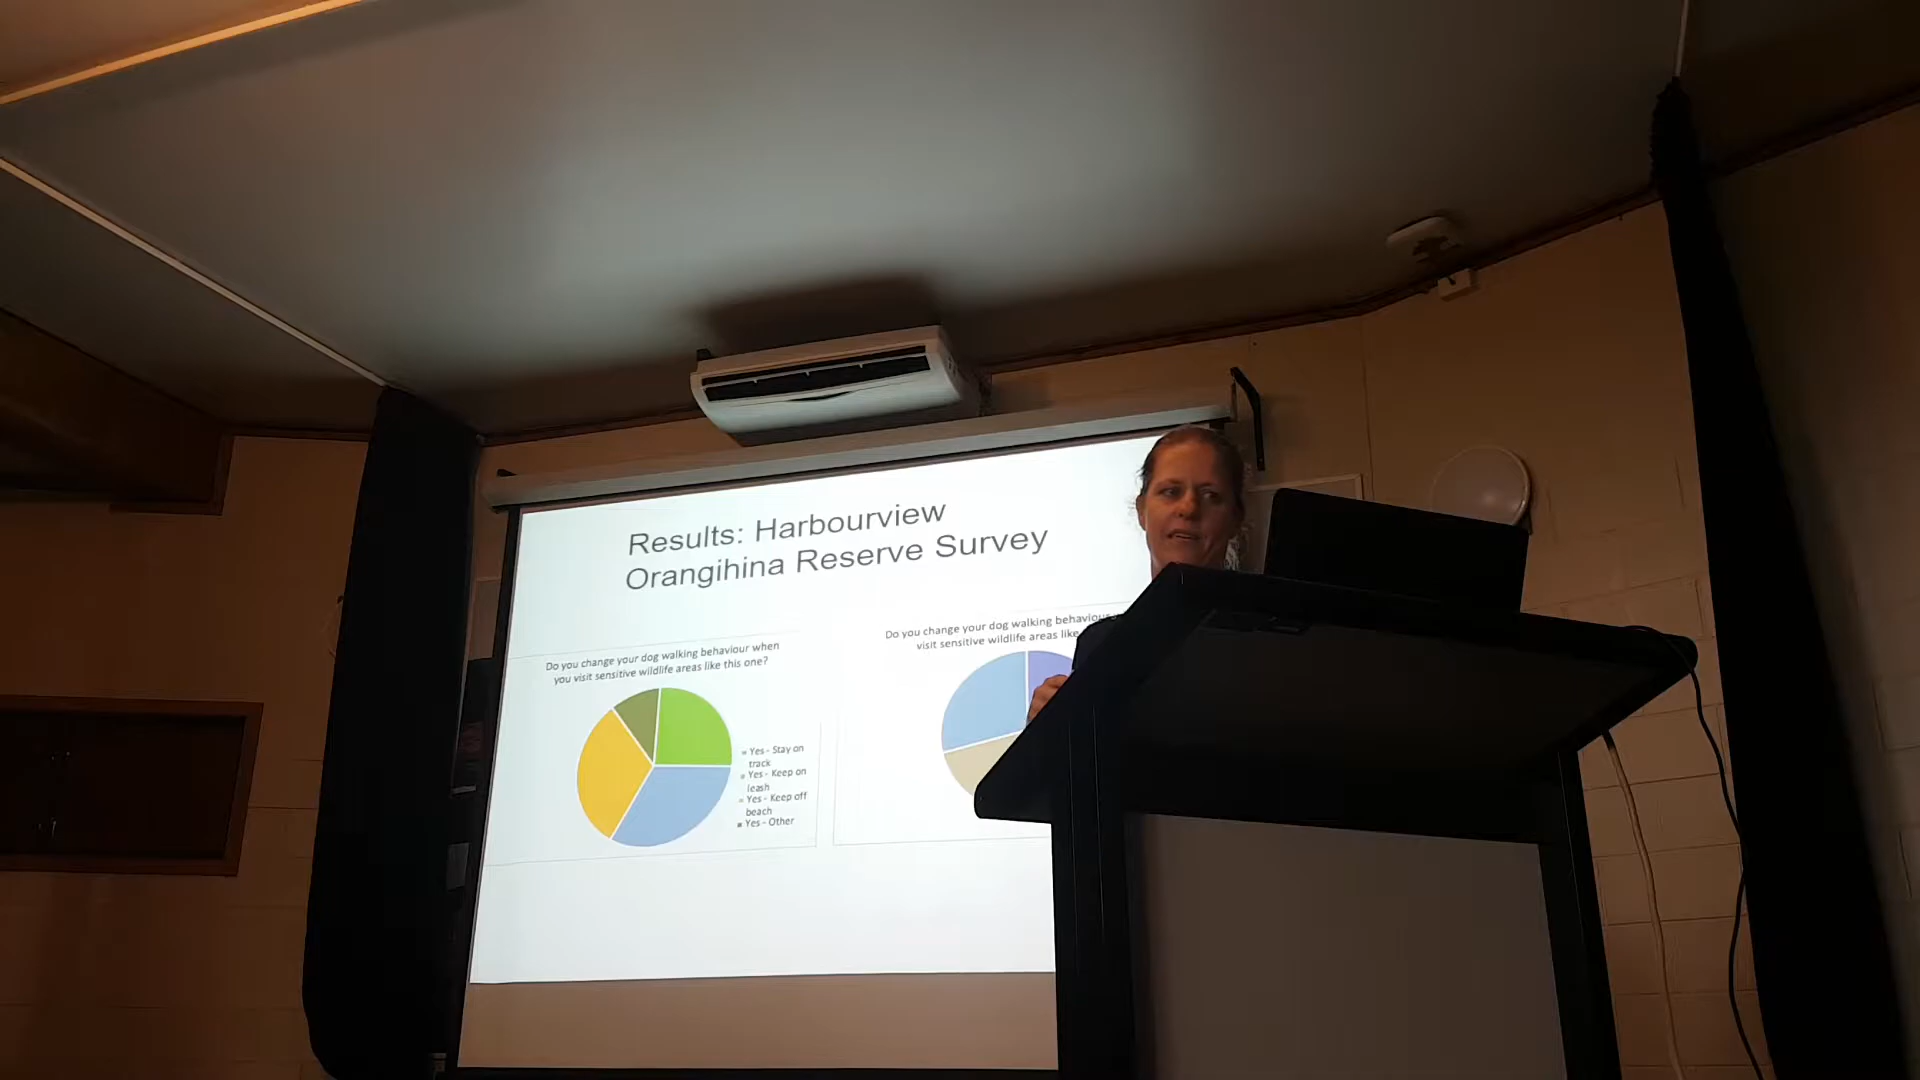 Results: Harbourview
Orangihina Reserve Survey
Do you change your dog walking behaviour when
you visit sensitive wildlife areas like this one?
Yes - Stay on
track
Yes - Keep on
leash
Yes - Keep off
beach
Yes - Other
Do you change your dog walking behaviour
visit sensitive wildlife areas like